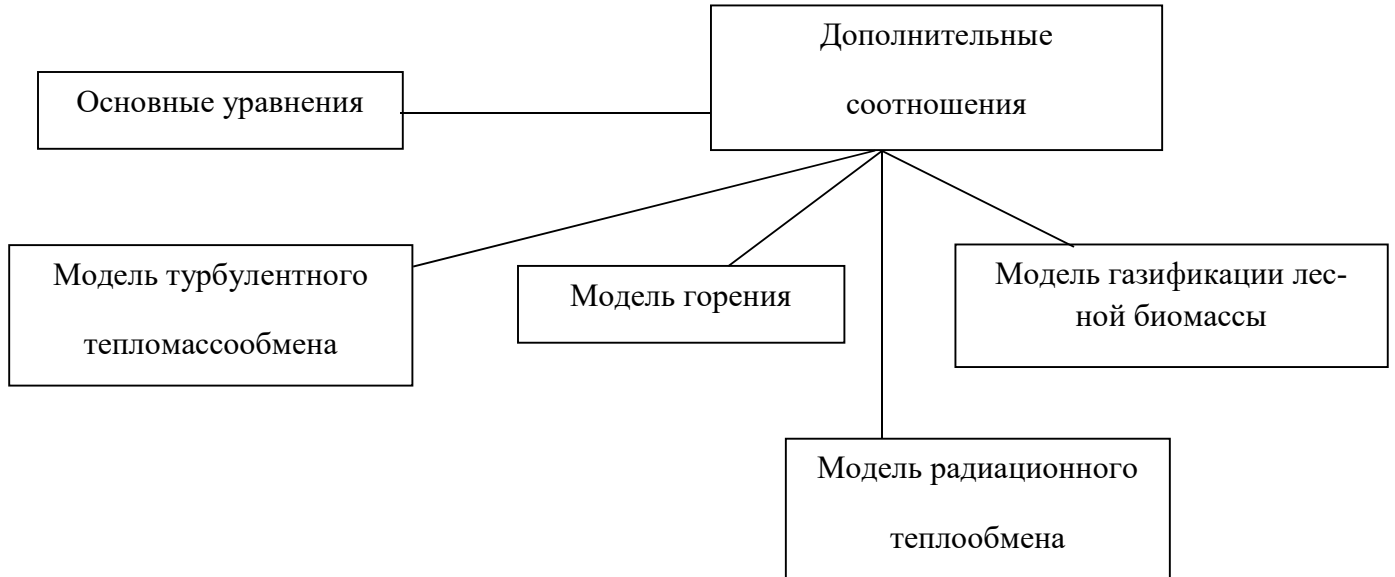 Дополнительные
соотношения
Основные уравнения
Модель турбулентного
тепломассообмена
Модель горения
Модель газификации лес-
ной биомассы
Модель радиационного
теплообмена